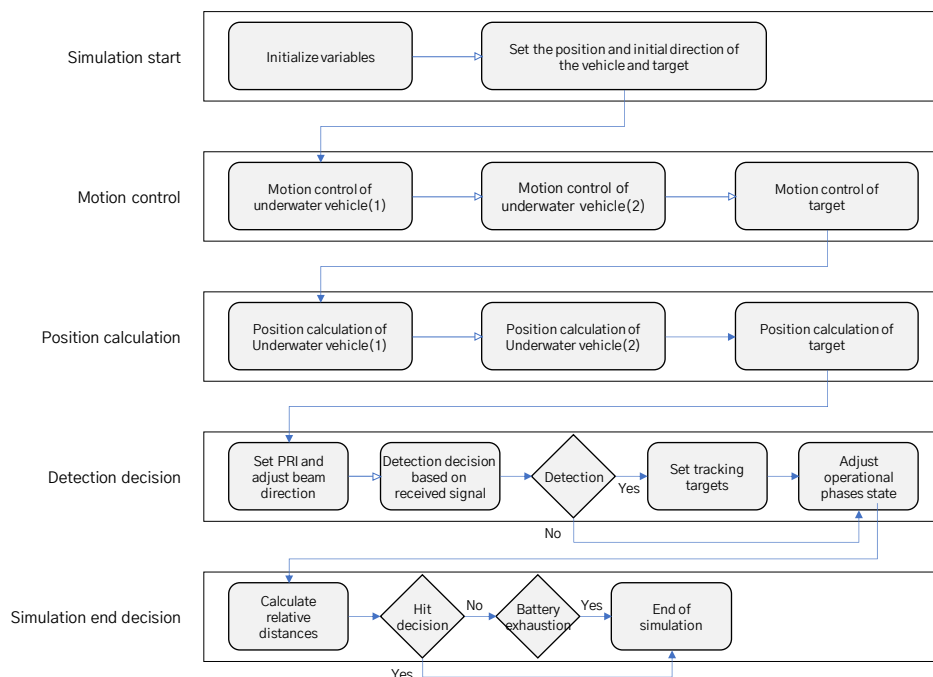 Simulation start
Initialize variables
Set the position and initial direction of
the vehicle and target
Motion control
Motion control of
underwater vehicle(1)
Motion control of
underwater vehicle(2)
Motion control of
target
Position calculation
Position calculation of
Underwater vehicle(1)
Position calculation of
Underwater vehicle(2)
Position calculation of
target
Detection decision
Set PRI and
adjust beam
direction
Detection decision
based on
received signal
Detection
Yes
No
Set tracking
targets
Adjust
operational
phases state
Simulation end decision
Calculate
relative
distances
Hit
decision
No
Yes
Battery
exhaustion
Yes
End of
simulation